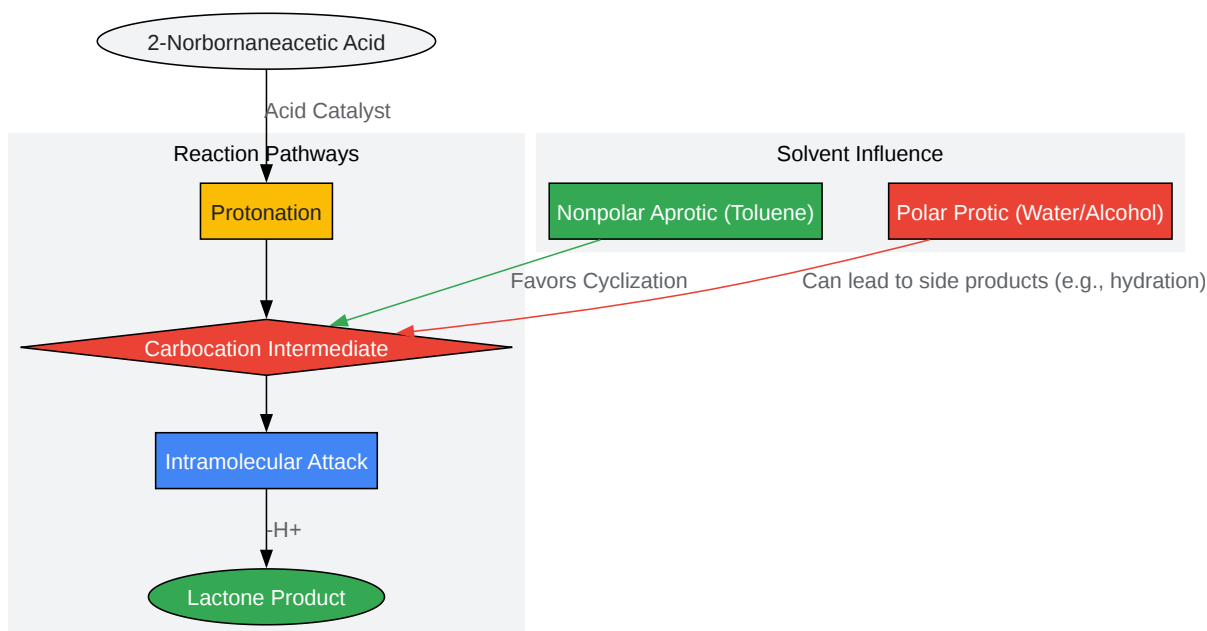 2-Norbornaneacetic Acid
Acid Catalyst
Reaction Pathways
Solvent Influence
Protonation
Nonpolar Aprotic (Toluene)
Polar Protic (Water/Alcohol)
Favors Cyclization
Can lead to side products (e.g., hydration)
Carbocation Intermediate
Intramolecular Attack
-H+
Lactone Product